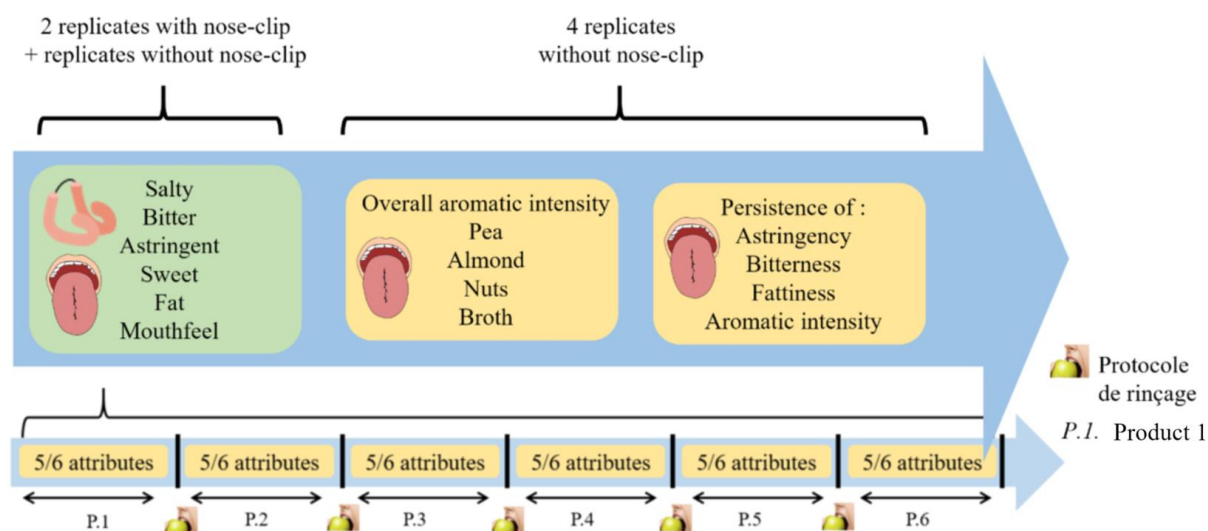 2 replicates with nose-clip
+ replicates without nose-clip
4 replicates
without nose-clip
Salty
Bitter
Astringent
Sweet
Fat
Mouthfeel
Overall aromatic intensity
Pea
Almond
Nuts
Broth
Persistence of :
Astringency
Bitterness
Fattiness
Aromatic intensity
Protocole
de rinçage
P.1. Product 1
5/6 attributes
5/6 attributes
5/6 attributes
5/6 attributes
5/6 attributes
5/6 attributes
P.1
P.2
P.3
P.4
P.5
P.6